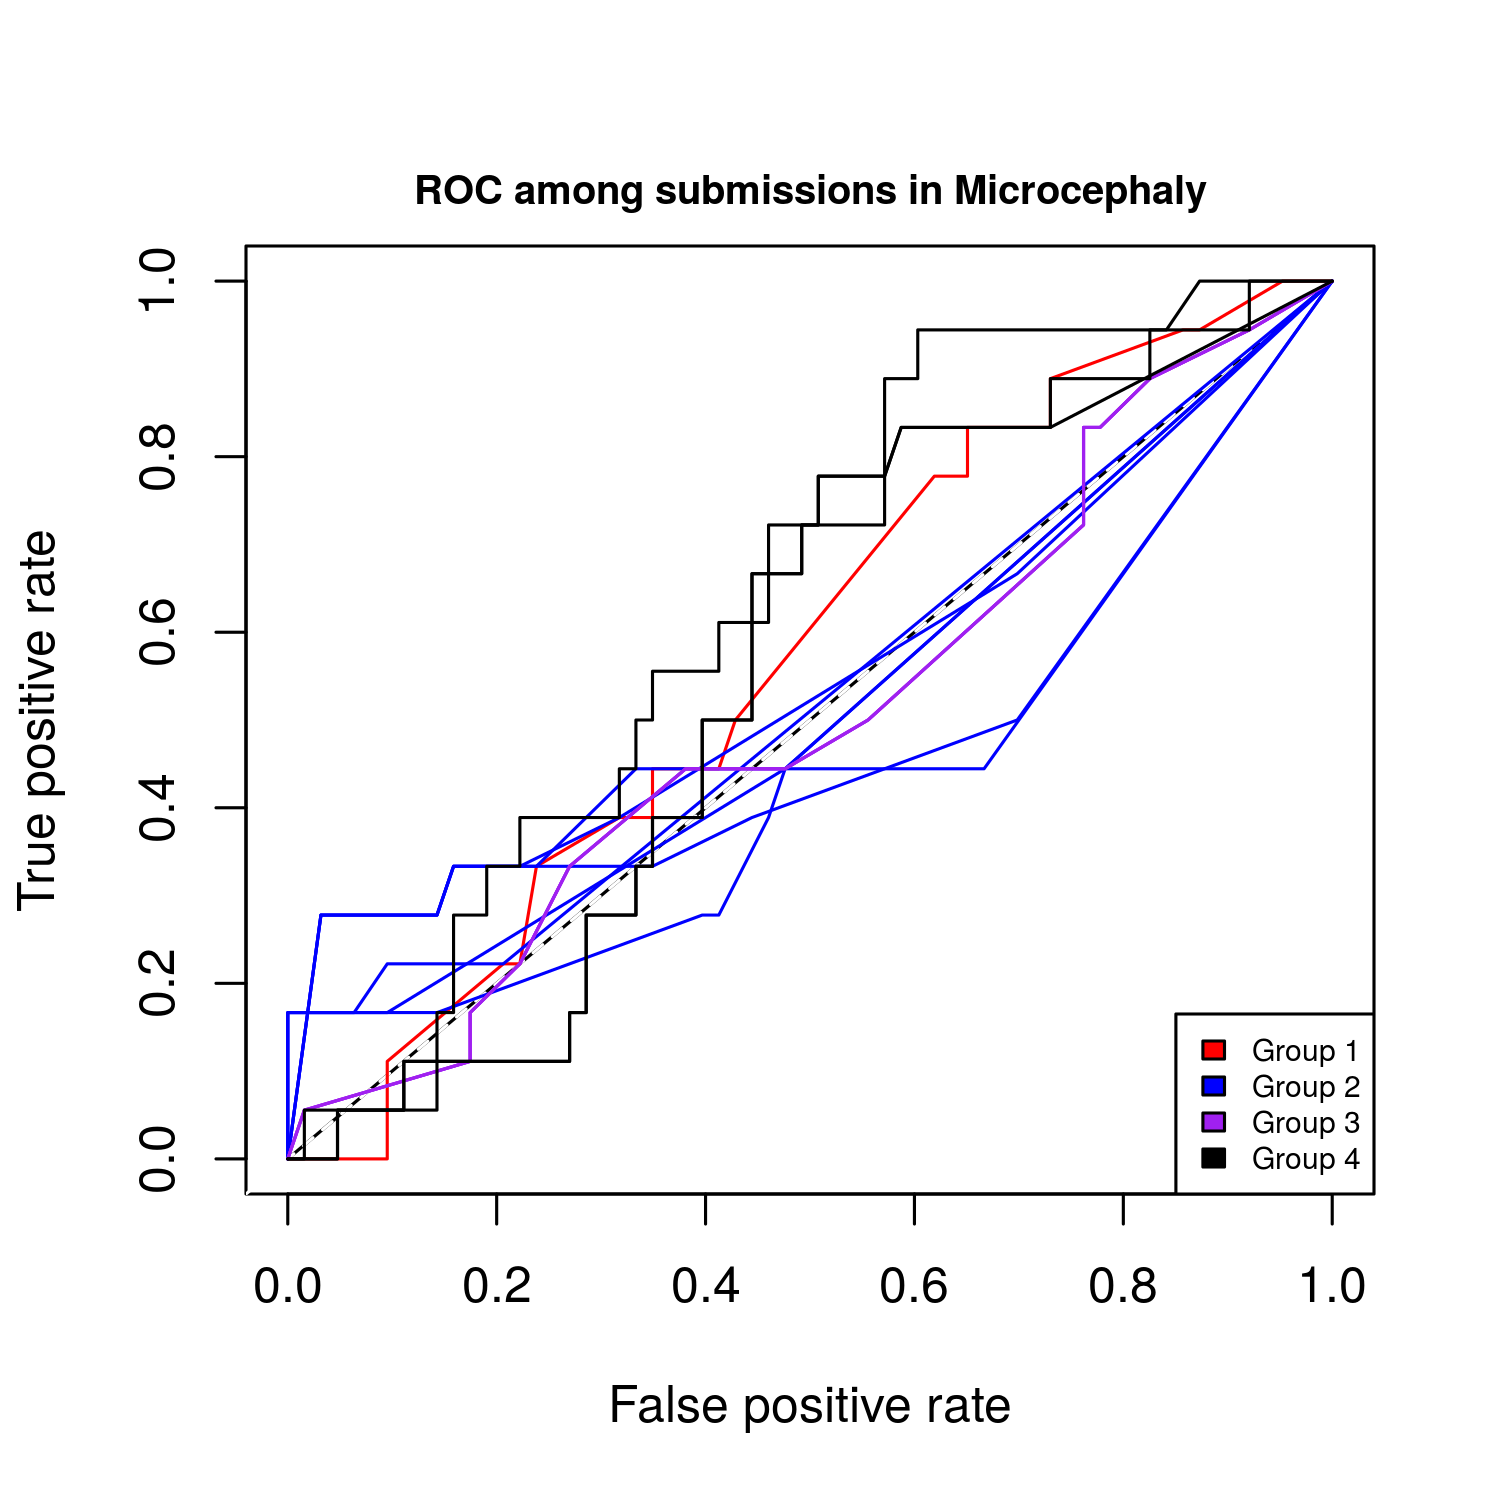 ROC among submissions in Microcephaly
True positive rate
1.0
0.8
0.6
0.4
0.2
0.0
Group 1
Group 2
Group 3
Group 4
0.0 0.2 0.4 0.6 0.8 1.0
False positive rate